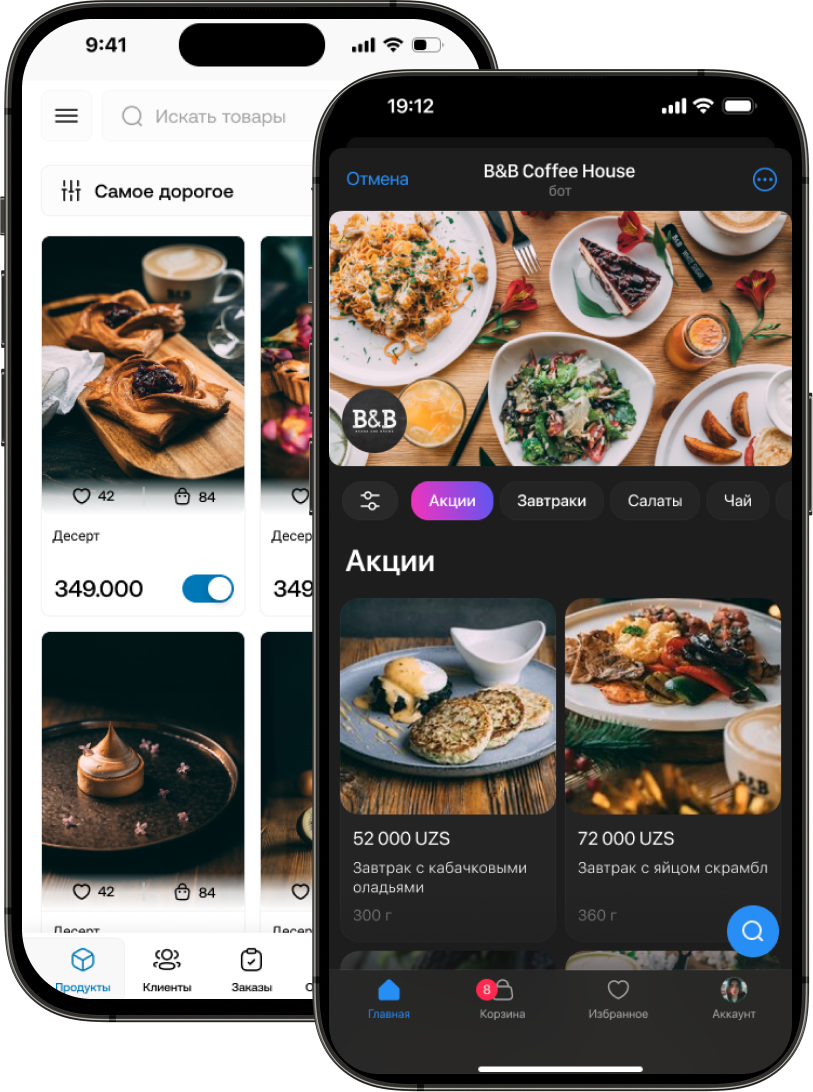 9:41
Искать товары
Самое дорогое
B&B
42
84
Десерт
349.000
Десер
349
42
84
Десерт
Десер
Продукты
Клиенты
Заказы
19:12
Отмена
B&B Coffee House
бот
B&B
Акции
Завтраки
Салаты
Чай
Акции
52 000 UZS
Завтрак с кабачковыми
оладьями
300 г
72 000 UZS
Завтрак с яйцом скрамбл
360 г
Главная
8
Корзина
Избранное
Аккаунт